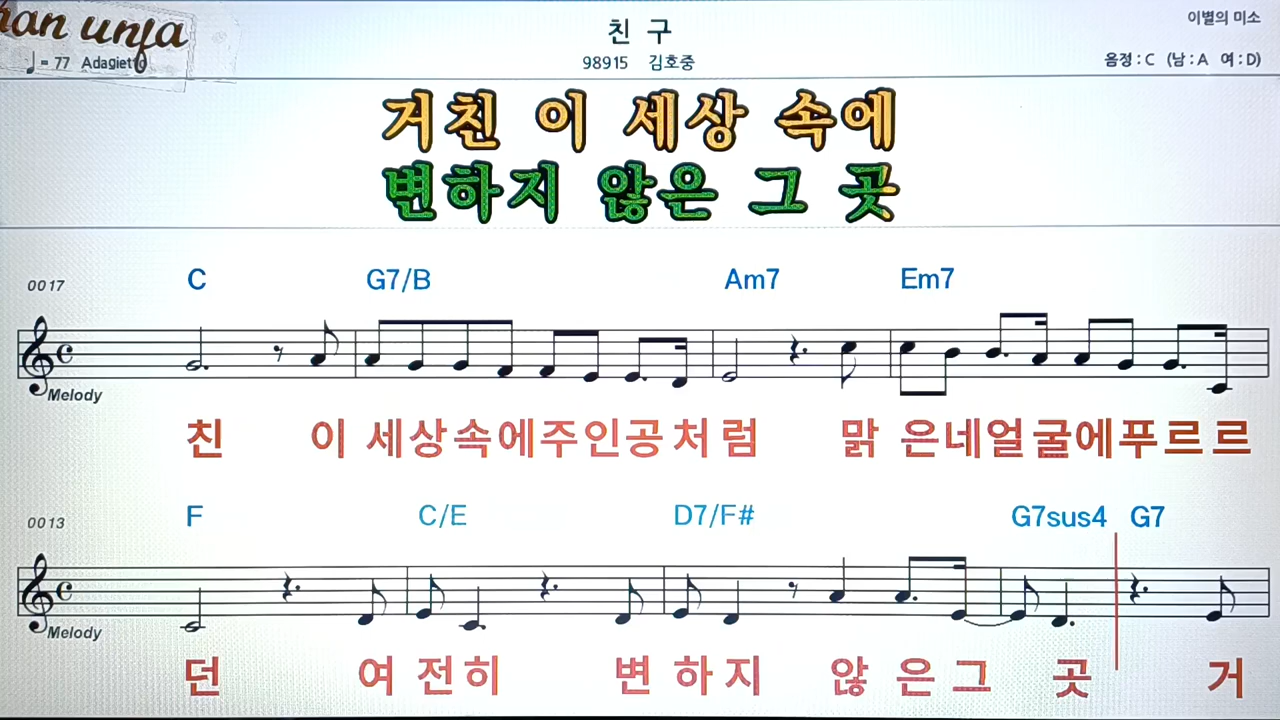 친 구
이별의 미소
♩= 77 Adagietto
98915 김호중
음정 : C (남 : A 여 : D)
거친 이 세상 속에
변하지 않은 그 곳
0017 C G7/B Am7 Em7
Melody
친 이 세상속에주인공처럼 맑 은네얼굴에푸르르
0013 F C/E D7/F# G7sus4 G7
Melody
던 여 전히 변 하지 않 은그 곳 거